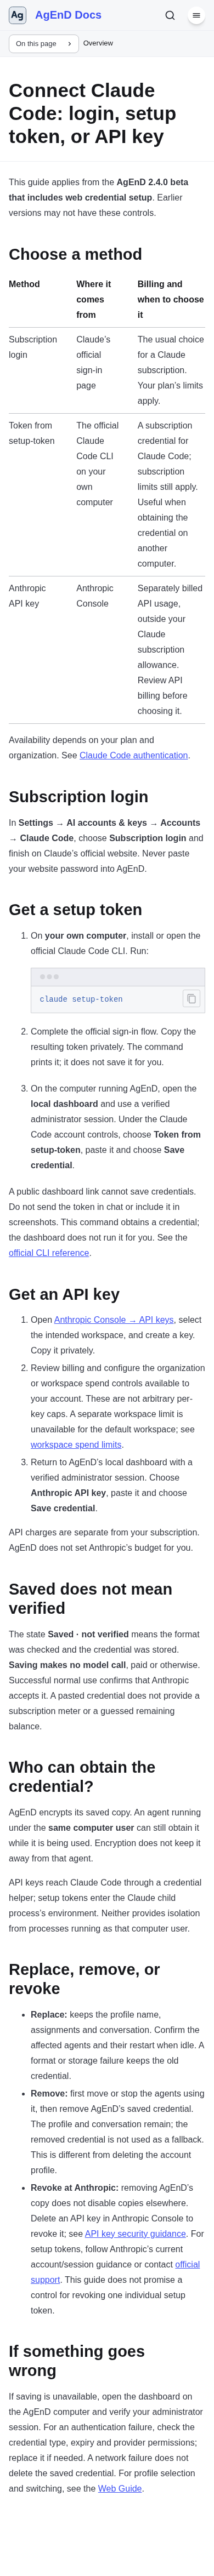 Ag AgEnD Docs
On this page › Overview
Connect Claude
Code: login, setup
token, or API key
This guide applies from the AgEnD 2.4.0 beta
that includes web credential setup. Earlier
versions may not have these controls.
Choose a method
Method
Where it
comes
from
Billing and
when to choose
it
Subscription
login
Claude's
official
sign-in
page
The usual choice
for a Claude
subscription.
Your plan's limits
apply.
Token from
setup-token
The official
Claude
Code CLI
on your
own
computer
A subscription
credential for
Claude Code;
subscription
limits still apply.
Useful when
obtaining the
credential on
another
computer.
Anthropic
API key
Anthropic
Console
Separately billed
API usage,
outside your
Claude
subscription
allowance.
Review API
billing before
choosing it.
Availability depends on your plan and
organization. See Claude Code authentication.
Subscription login
In Settings → AI accounts & keys → Accounts
→ Claude Code, choose Subscription login and
finish on Claude's official website. Never paste
your website password into AgEnD.
Get a setup token
1. On your own computer, install or open the
official Claude Code CLI. Run:
claude setup-token
2. Complete the official sign-in flow. Copy the
resulting token privately. The command
prints it; it does not save it for you.
3. On the computer running AgEnD, open the
local dashboard and use a verified
administrator session. Under the Claude
Code account controls, choose Token from
setup-token, paste it and choose Save
credential.
A public dashboard link cannot save credentials.
Do not send the token in chat or include it in
screenshots. This command obtains a credential;
the dashboard does not run it for you. See the
official CLI reference.
Get an API key
1. Open Anthropic Console → API keys, select
the intended workspace, and create a key.
Copy it privately.
2. Review billing and configure the organization
or workspace spend controls available to
your account. These are not arbitrary per-
key caps. A separate workspace limit is
unavailable for the default workspace; see
workspace spend limits.
3. Return to AgEnD's local dashboard with a
verified administrator session. Choose
Anthropic API key, paste it and choose
Save credential.
API charges are separate from your subscription.
AgEnD does not set Anthropic's budget for you.
Saved does not mean
verified
The state Saved · not verified means the format
was checked and the credential was stored.
Saving makes no model call, paid or otherwise.
Successful normal use confirms that Anthropic
accepts it. A pasted credential does not provide a
subscription meter or a guessed remaining
balance.
Who can obtain the
credential?
AgEnD encrypts its saved copy. An agent running
under the same computer user can still obtain it
while it is being used. Encryption does not keep it
away from that agent.
API keys reach Claude Code through a credential
helper; setup tokens enter the Claude child
process's environment. Neither provides isolation
from processes running as that computer user.
Replace, remove, or
revoke
• Replace: keeps the profile name,
assignments and conversation. Confirm the
affected agents and their restart when idle. A
format or storage failure keeps the old
credential.
• Remove: first move or stop the agents using
it, then remove AgEnD's saved credential.
The profile and conversation remain; the
removed credential is not used as a fallback.
This is different from deleting the account
profile.
• Revoke at Anthropic: removing AgEnD's
copy does not disable copies elsewhere.
Delete an API key in Anthropic Console to
revoke it; see API key security guidance. For
setup tokens, follow Anthropic's current
account/session guidance or contact official
support. This guide does not promise a
control for revoking one individual setup
token.
If something goes
wrong
If saving is unavailable, open the dashboard on
the AgEnD computer and verify your administrator
session. For an authentication failure, check the
credential type, expiry and provider permissions;
replace it if needed. A network failure does not
delete the saved credential. For profile selection
and switching, see the Web Guide.